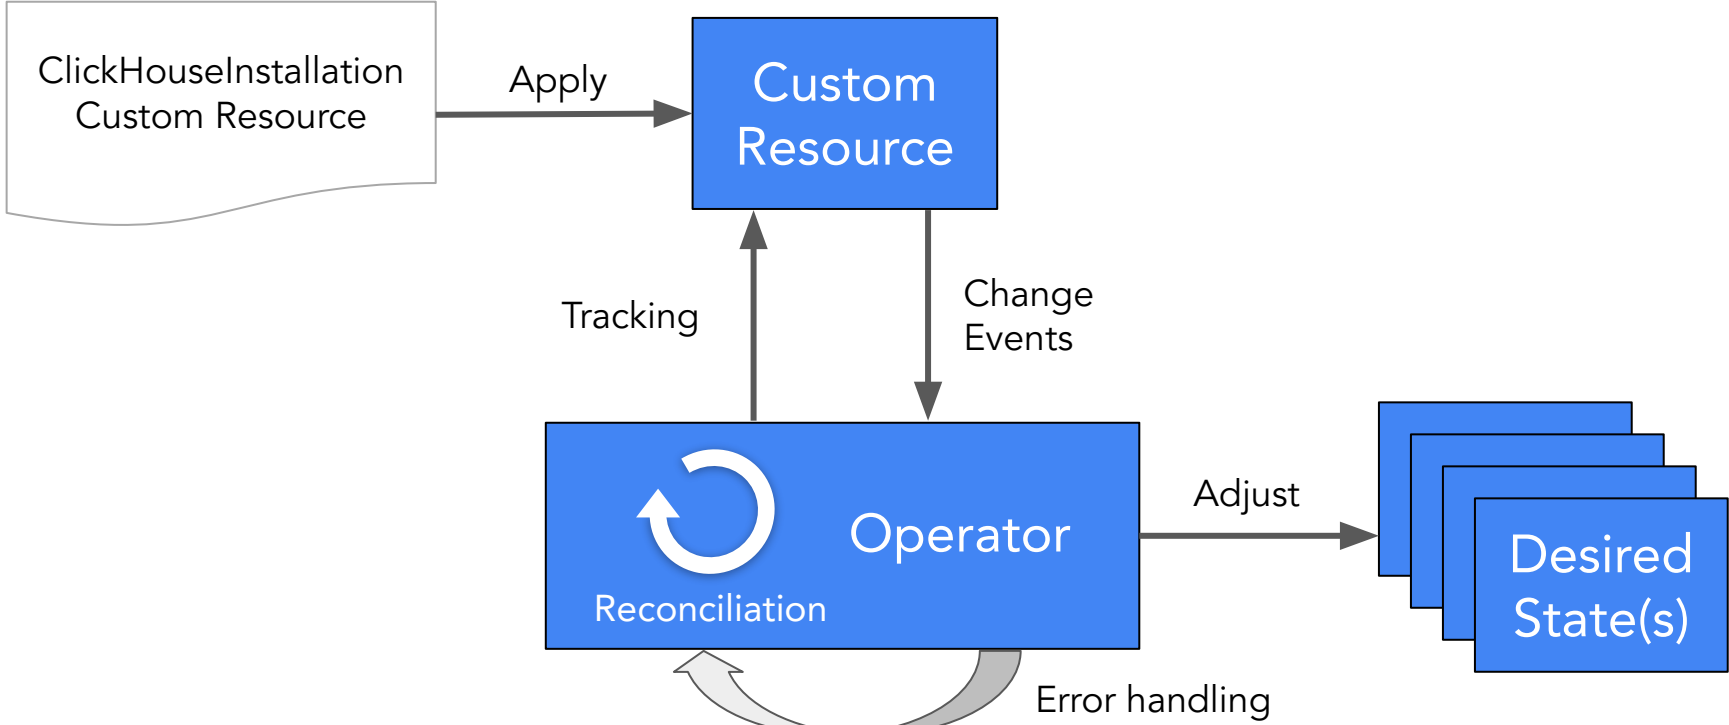 ClickHouseInstallation
Custom Resource
Apply
Custom
Resource
Tracking
Change
Events
Reconciliation
Operator
Adjust
Desired
State(s)
Error handling